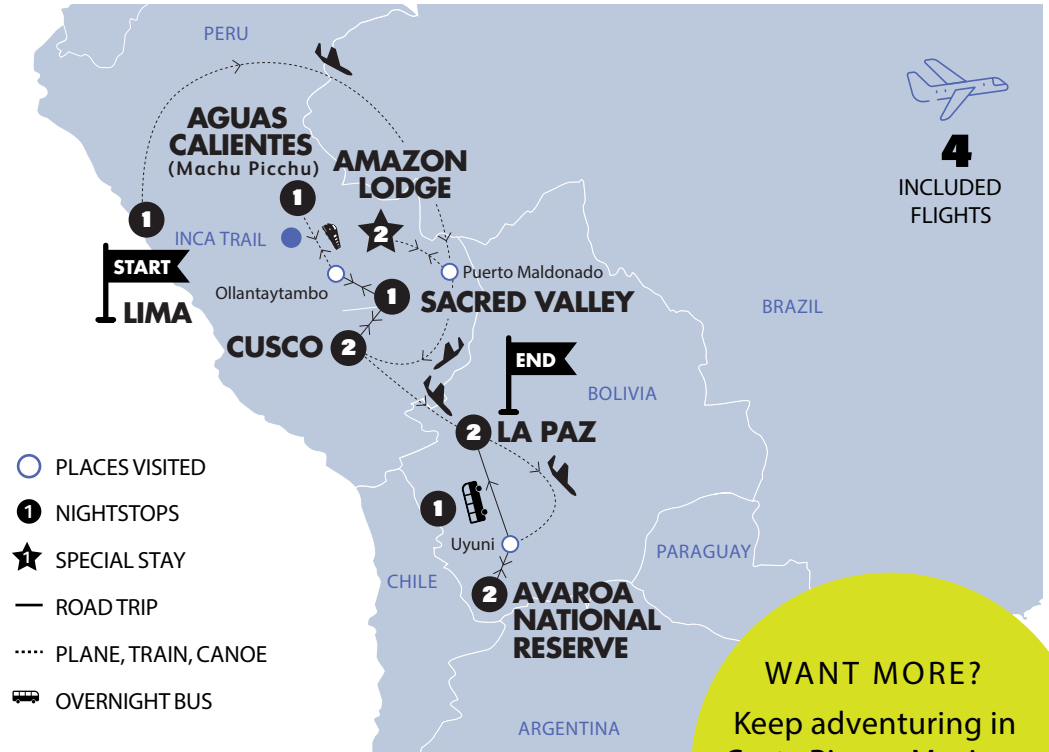 PERU
AGUAS
CALIENTES
(Machu Picchu)
1
AMAZON
LODGE
2
4
INCLUDED
FLIGHTS
1
INCA TRAIL
START
LIMA
Ollantaytambo
Puerto Maldonado
1
SACRED VALLEY
BRAZIL
CUSCO
2
END
BOLIVIA
2
LA PAZ
1
Uyuni
PARAGUAY
CHILE
2
AVAROA
NATIONAL
RESERVE
ARGENTINA
PLACES VISITED
1 NIGHTSTOPS
1 SPECIAL STAY
ROAD TRIP
PLANE, TRAIN, CANOE
OVERNIGHT BUS
WANT MORE?
Keep adventuring in